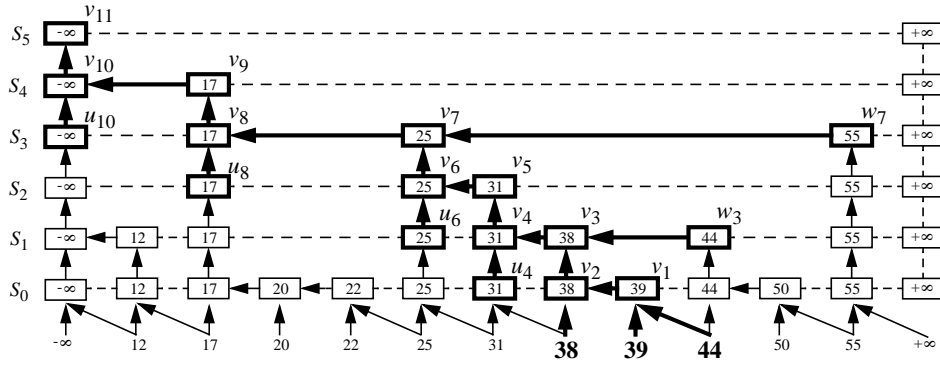 v11
S5 -∞ +∞
v10 v9
S4 -∞ 17 +∞
u10 v8 v7 w7
S3 -∞ 17 25 55 +∞
u8 v6 v5
S2 -∞ 17 25 31 55 +∞
u6 v4 v3 w3
S1 -∞ 12 17 25 31 38 44 55 +∞
u4 v2 v1
S0 -∞ 12 17 20 22 25 31 38 39 44 50 55 +∞
-∞ 12 17 20 22 25 31 38 39 44 50 55 +∞